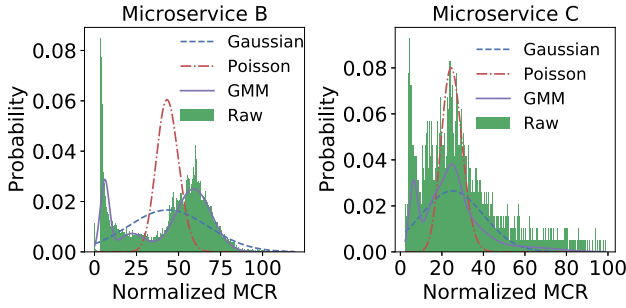 Microservice B
Probability
0.08
0.06
0.04
0.02
0.00
Gaussian
Poisson
GMM
Raw
0
25
50
75
100
Normalized MCR
Microservice C
Probability
0.08
0.06
0.04
0.02
0.00
Gaussian
Poisson
GMM
Raw
0
20
40
60
80
100
Normalized MCR